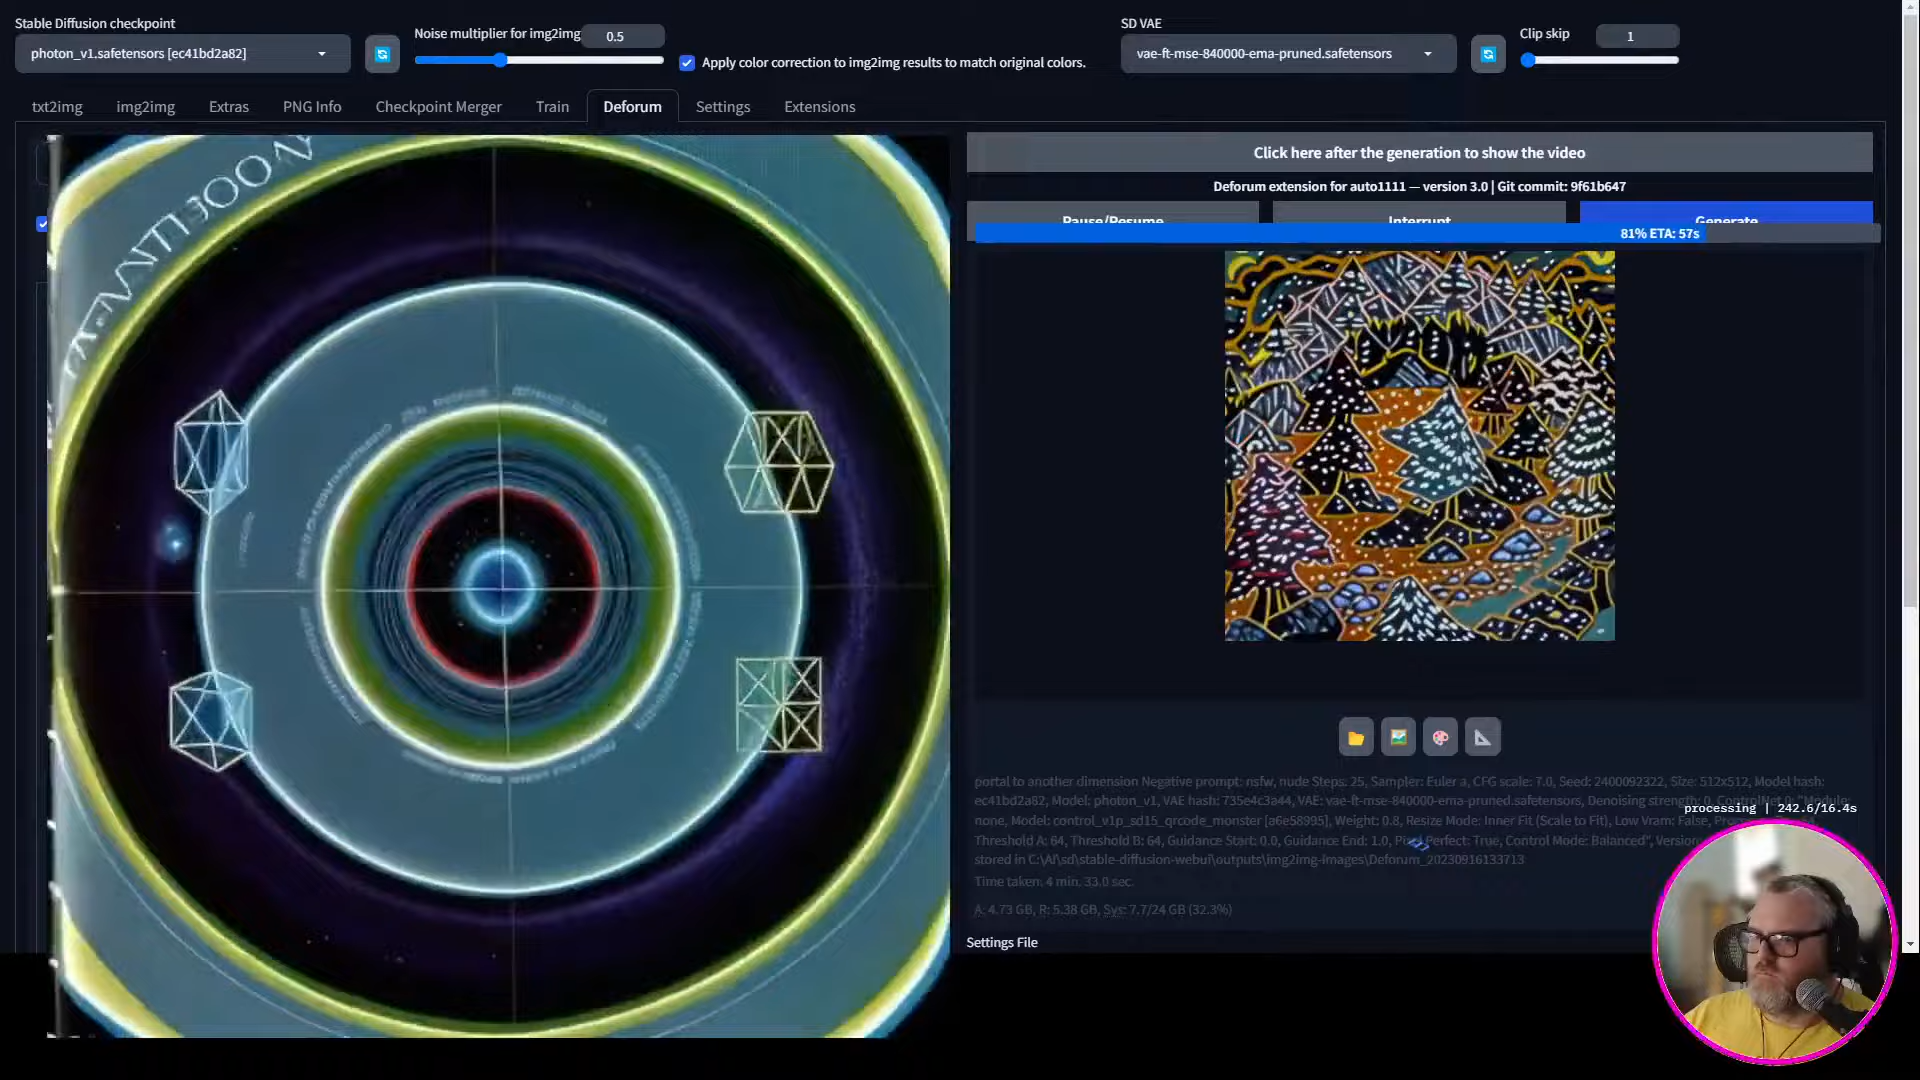 Stable Diffusion checkpoint
photon_v1.safetensors [ec41bd2a82]
Noise multiplier for img2img
0.5
Apply color correction to img2img results to match original colors.
SD VAE
vae-ft-mse-840000-ema-pruned.safetensors
Clip skip
1
txt2img
img2img
Extras
PNG Info
Checkpoint Merger
Train
Deforum
Settings
Extensions
Click here after the generation to show the video
Deforum extension for auto1111 — version 3.0 | Git commit: 9f61b647
Pause/Resume
Interrupt
Generate
81% ETA: 57s
portal to another dimension Negative prompt: nsfw, nude Steps: 25, Sampler: Euler a, CFG scale: 7.0, Seed: 2400092322, Size: 512x512, Model hash:
ec41bd2a82, Model: photon_v1, VAE hash: 735e4c3a44, VAE: vae-ft-mse-840000-ema-pruned.safetensors, Denoising strength: 0, ControlNet 0: "Module:
none, Model: control_v1p_sd15_qrcode_monster [a6e58995], Weight: 0.8, Resize Mode: Inner Fit (Scale to Fit), Low Vram: False,
processing | 242.6/16.4s
Threshold A: 64, Threshold B: 64, Guidance Start: 0.0, Guidance End: 1.0, Pixel Perfect: True, Control Mode: Balanced",
stored in C:\AI\sd\stable-diffusion-webui\outputs\img2img-images\Deforum_20230916133713
Time taken: 4 min. 33.0 sec.
A: 4.73 GB, R: 5.38 GB, Sys: 7.7/24 GB (32.3%)
Settings File